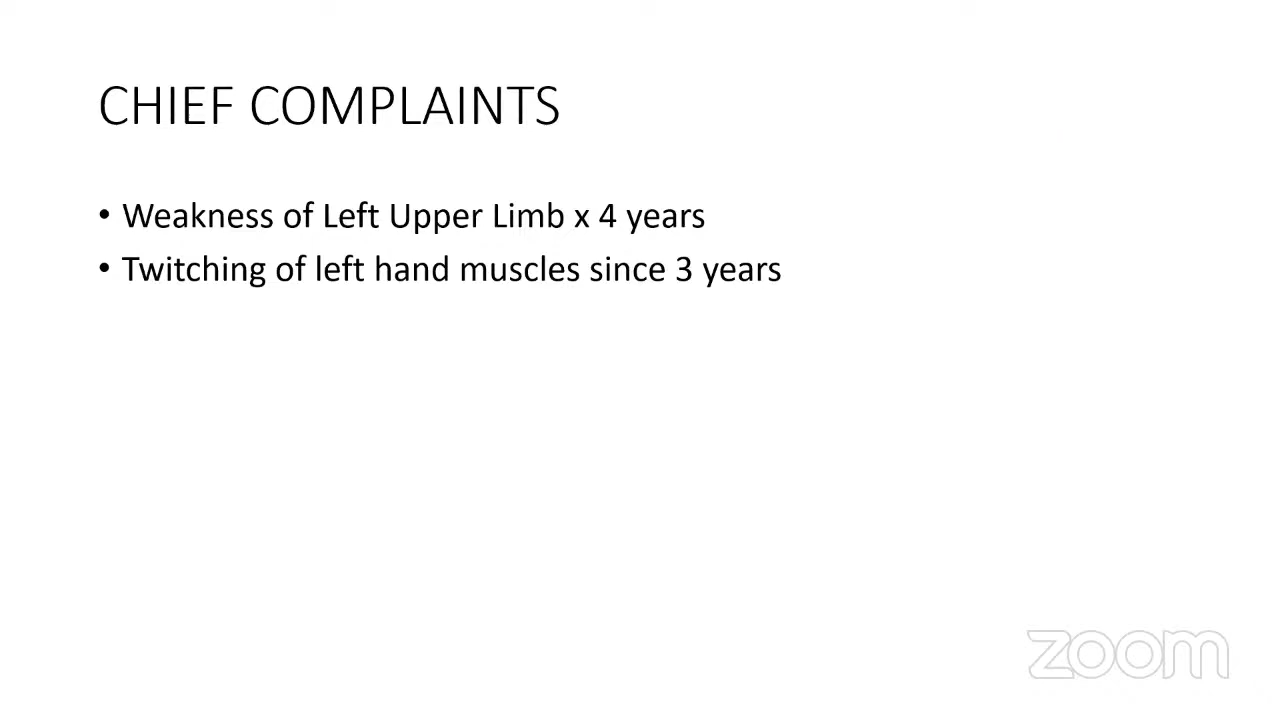 CHIEF COMPLAINTS
• Weakness of Left Upper Limb x 4 years
• Twitching of left hand muscles since 3 years
zoom